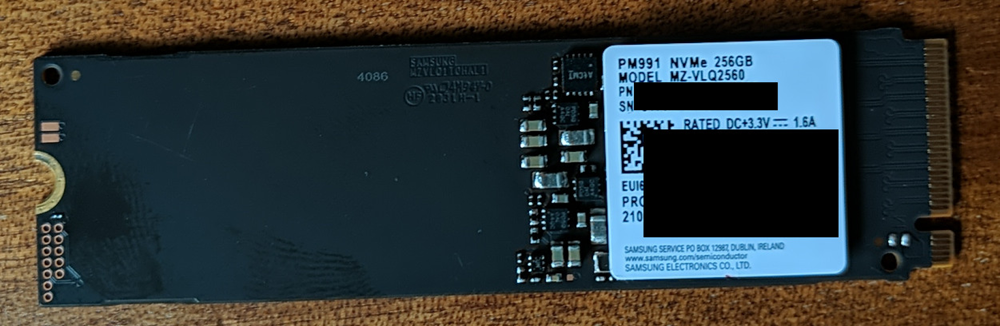 4086
SAMSUNG
PM991 NVMe 256GB
MODEL MZ-VLQ2560
PN
SN
RATED DC+3.3V ⎓ 1.6A
EUI6
PRO
210
SAMSUNG SERVICE PO BOX 12987, DUBLIN, IRELAND
www.samsung.com/semiconductor
SAMSUNG ELECTRONICS CO., LTD.